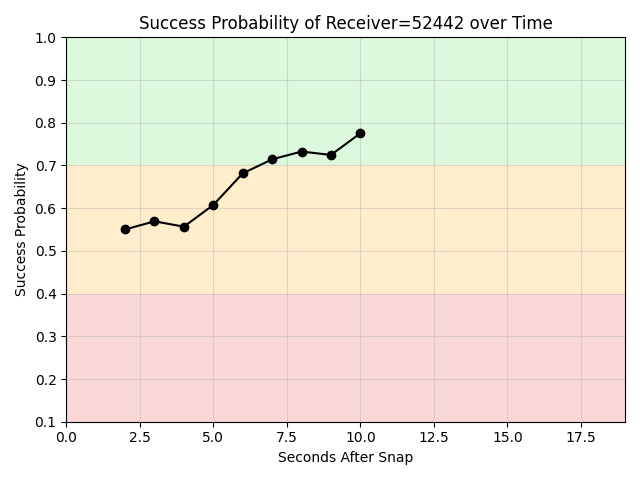 Success Probability of Receiver=52442 over Time
1.0
0.9
0.8
0.7
0.6
0.5
0.4
0.3
0.2
0.1
Success Probability
0.0 2.5 5.0 7.5 10.0 12.5 15.0 17.5
Seconds After Snap